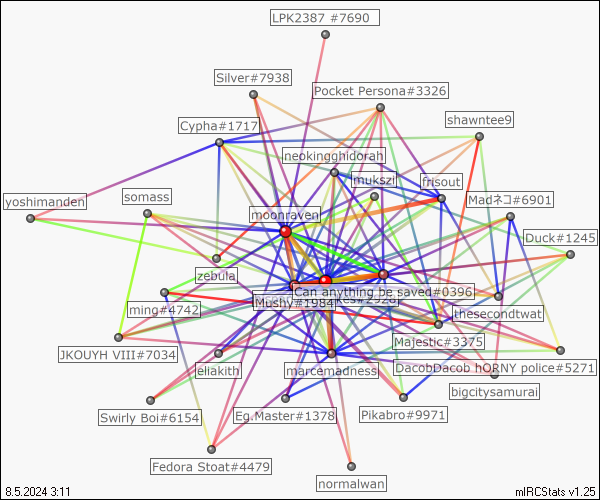 LPK2387 #7690
Silver#7938
Pocket Persona#3326
Cypha#1717
shawntee9
neokingghidorah
mukszi
frisout
yoshimanden
somass
Madネコ#6901
moonraven
Duck#1245
zebula
Can anything be saved#0396
Mushy#1984
ming#4742
thesecondtwat
Majestic#3375
JKOUYH VIII#7034
eliakith
marcemadness
DacobDacob hORNY police#5271
bigcitysamurai
Swirly Boi#6154
Eg.Master#1378
Pikabro#9971
Fedora Stoat#4479
normalwan
8.5.2024 3:11
mIRCStats v1.25